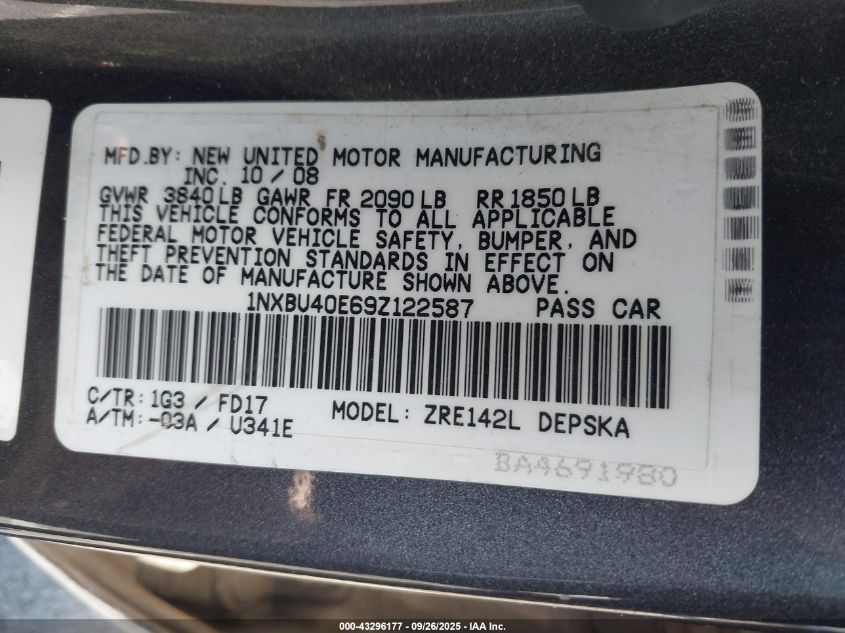 MFD.BY: NEW UNITED MOTOR MANUFACTURING
INC. 10 / 08
GVWR 3840 LB GAWR FR 2090 LB RR 1850 LB
THIS VEHICLE CONFORMS TO ALL APPLICABLE
FEDERAL MOTOR VEHICLE SAFETY, BUMPER, AND
THEFT PREVENTION STANDARDS IN EFFECT ON
THE DATE OF MANUFACTURE SHOWN ABOVE.
1NXBU40E69Z122587 PASS CAR
C/TR: 1G3 / FD17
A/TM: -03A / U341E
MODEL: ZRE142L DEPSKA
BA4691980
000-43296177 - 09/26/2025 - IAA Inc.